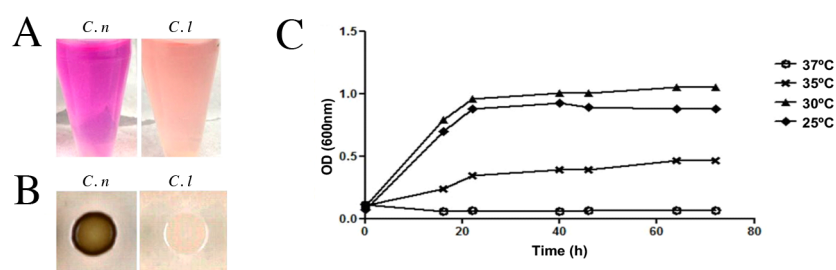 A
C. n
C. l
B
C. n
C. l
C
1.5
1.0
0.5
0.0
OD (600nm)
0
20
40
60
80
Time (h)
37ºC
35ºC
30ºC
25ºC